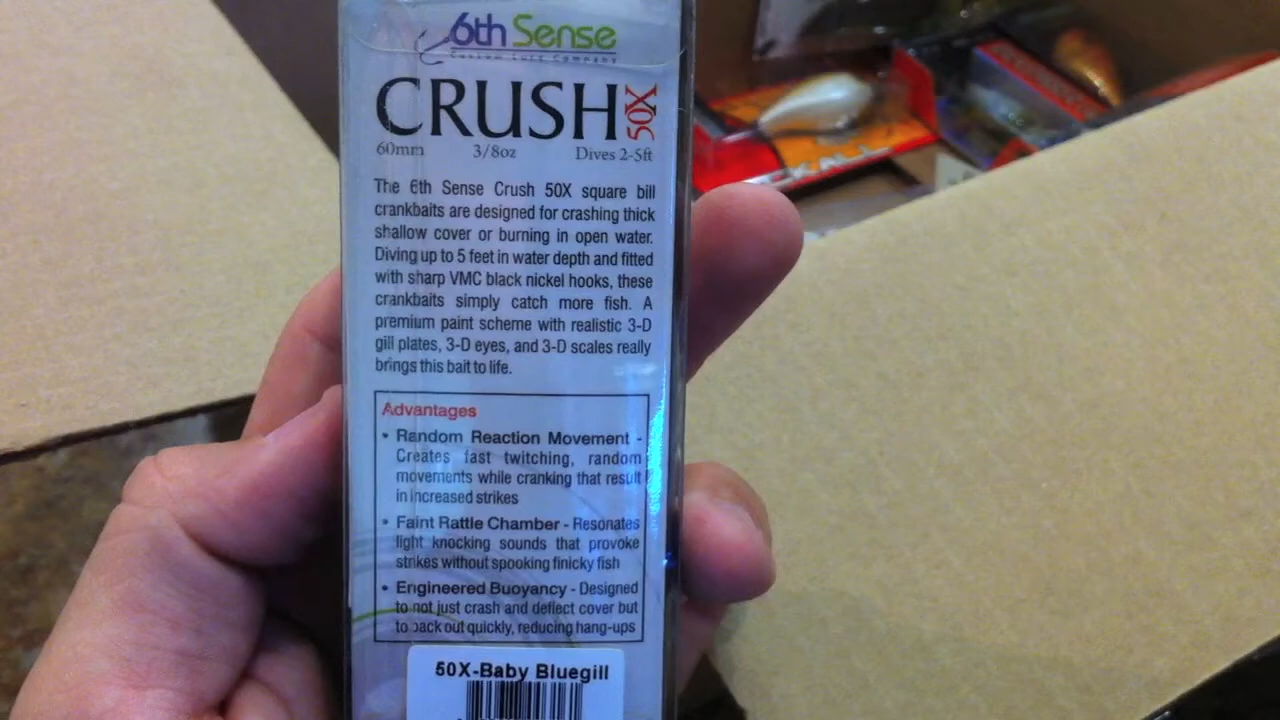 6th Sense
Custom Lure Company
CRUSH 50X
60mm 3/8oz Dives 2-5ft
The 6th Sense Crush 50X square bill
crankbaits are designed for crashing thick
shallow cover or burning in open water.
Diving up to 5 feet in water depth and fitted
with sharp VMC black nickel hooks, these
crankbaits simply catch more fish. A
premium paint scheme with realistic 3-D
gill plates, 3-D eyes, and 3-D scales really
brings this bait to life.
Advantages
• Random Reaction Movement -
Creates fast twitching, random
movements while cranking that result
in increased strikes
• Faint Rattle Chamber - Resonates
light knocking sounds that provoke
strikes without spooking finicky fish
• Engineered Buoyancy - Designed
to not just crash and deflect cover but
to back out quickly, reducing hang-ups
50X-Baby Bluegill